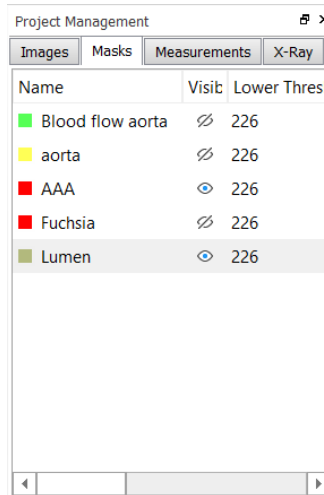 Project Management
Images Masks Measurements X-Ray
Name Visib Lower Thres
Blood flow aorta 226
aorta 226
AAA 226
Fuchsia 226
Lumen 226